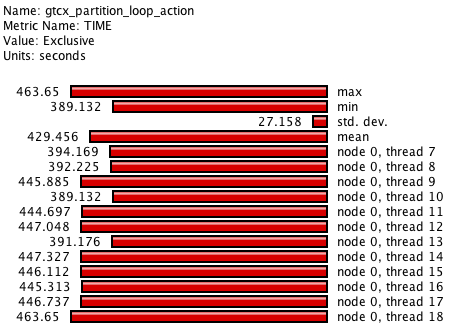 Name: gtcx_partition_loop_action
Metric Name: TIME
Value: Exclusive
Units: seconds
463.65 max
389.132 min
27.158 std. dev.
429.456 mean
394.169 node 0, thread 7
392.225 node 0, thread 8
445.885 node 0, thread 9
389.132 node 0, thread 10
444.697 node 0, thread 11
447.048 node 0, thread 12
391.176 node 0, thread 13
447.327 node 0, thread 14
446.112 node 0, thread 15
445.313 node 0, thread 16
446.737 node 0, thread 17
463.65 node 0, thread 18